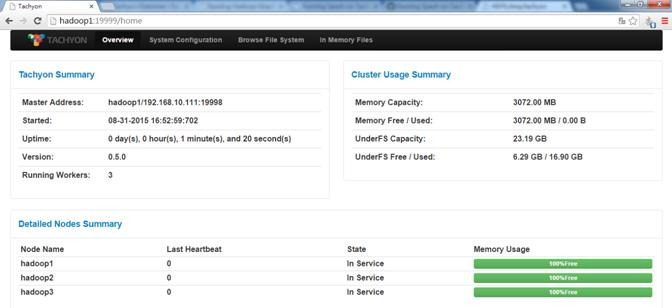 Tachyon
hadoop1:19999/home
TACHYON Overview System Configuration Browse File System In Memory Files
Tachyon Summary
Master Address: hadoop1/192.168.10.111:19998
Started: 08-31-2015 16:52:59:702
Uptime: 0 day(s), 0 hour(s), 1 minute(s), and 20 second(s)
Version: 0.5.0
Running Workers: 3
Cluster Usage Summary
Memory Capacity: 3072.00 MB
Memory Free / Used: 3072.00 MB / 0.00 B
UnderFS Capacity: 23.19 GB
UnderFS Free / Used: 6.29 GB / 16.90 GB
Detailed Nodes Summary
Node Name Last Heartbeat State Memory Usage
hadoop1 0 In Service 100%Free
hadoop2 0 In Service 100%Free
hadoop3 0 In Service 100%Free